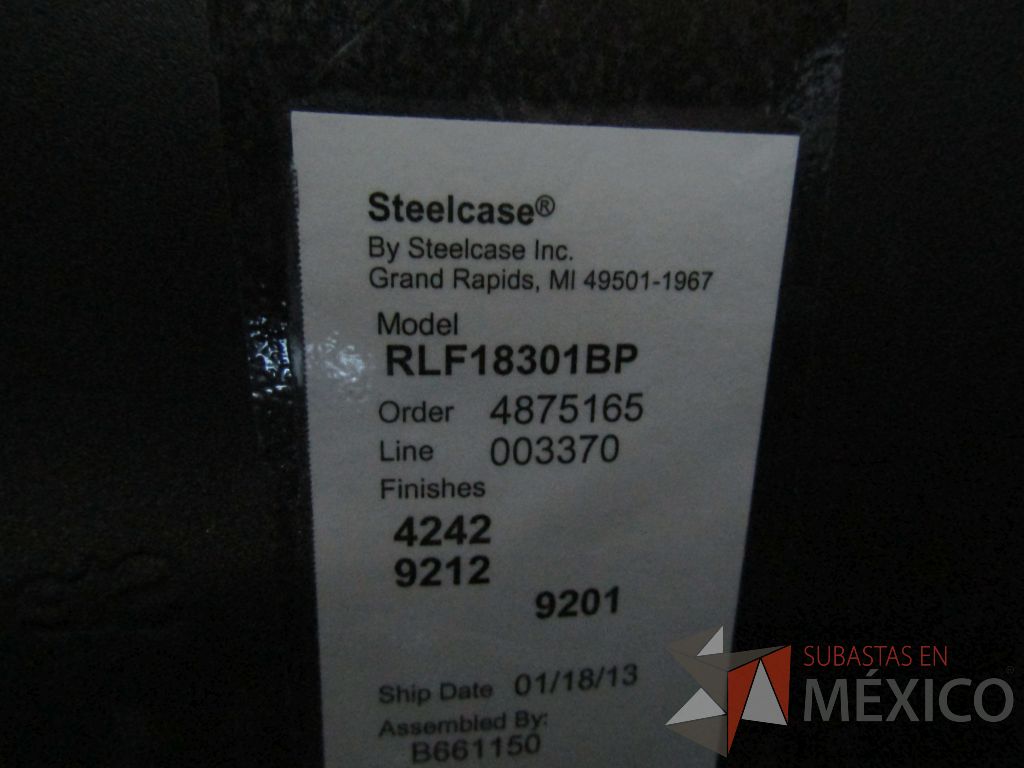 Steelcase®
By Steelcase Inc.
Grand Rapids, MI 49501-1967
Model
RLF18301BP
Order 4875165
Line 003370
Finishes
4242
9212
9201
Ship Date 01/18/13
Assembled By:
B661150
SUBASTAS EN
MÉXICO®